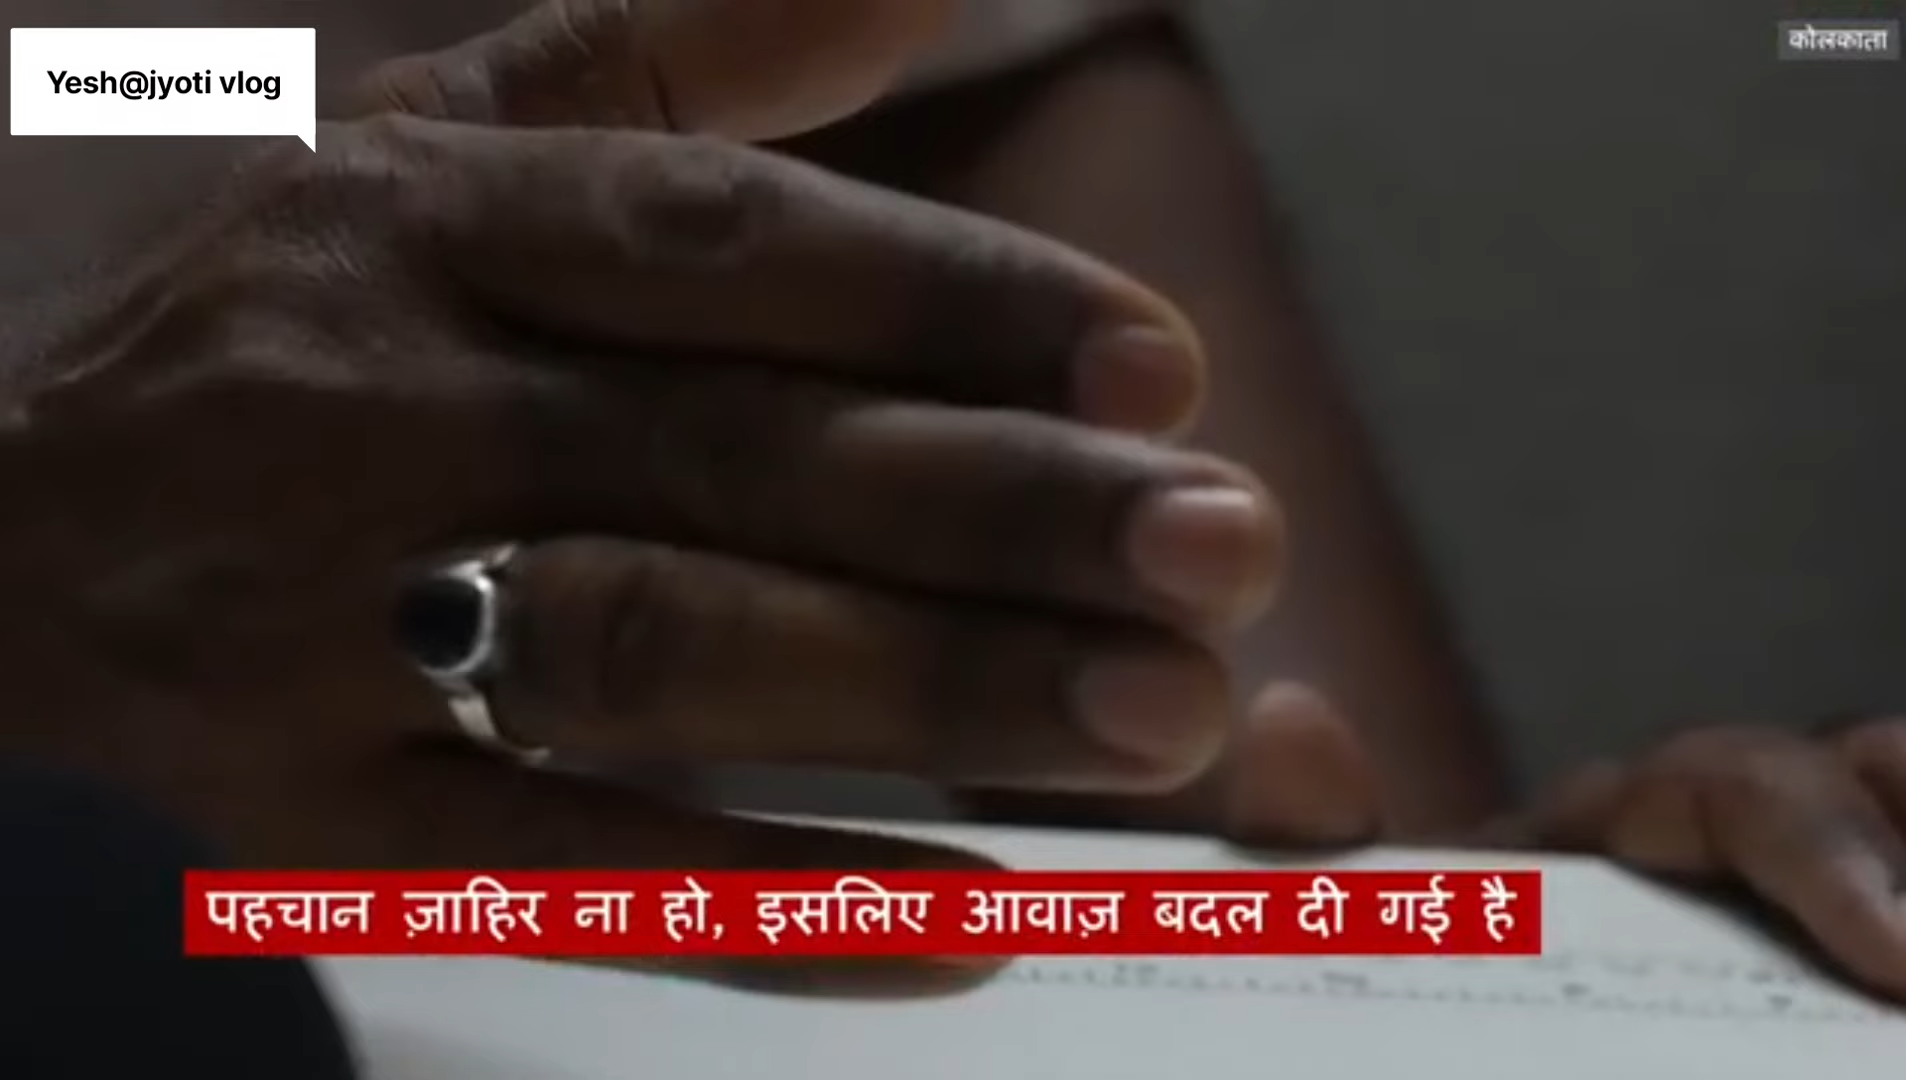 Yesh@jyoti vlog
कोलकाता
पहचान ज़ाहिर ना हो, इसलिए आवाज़ बदल दी गई है